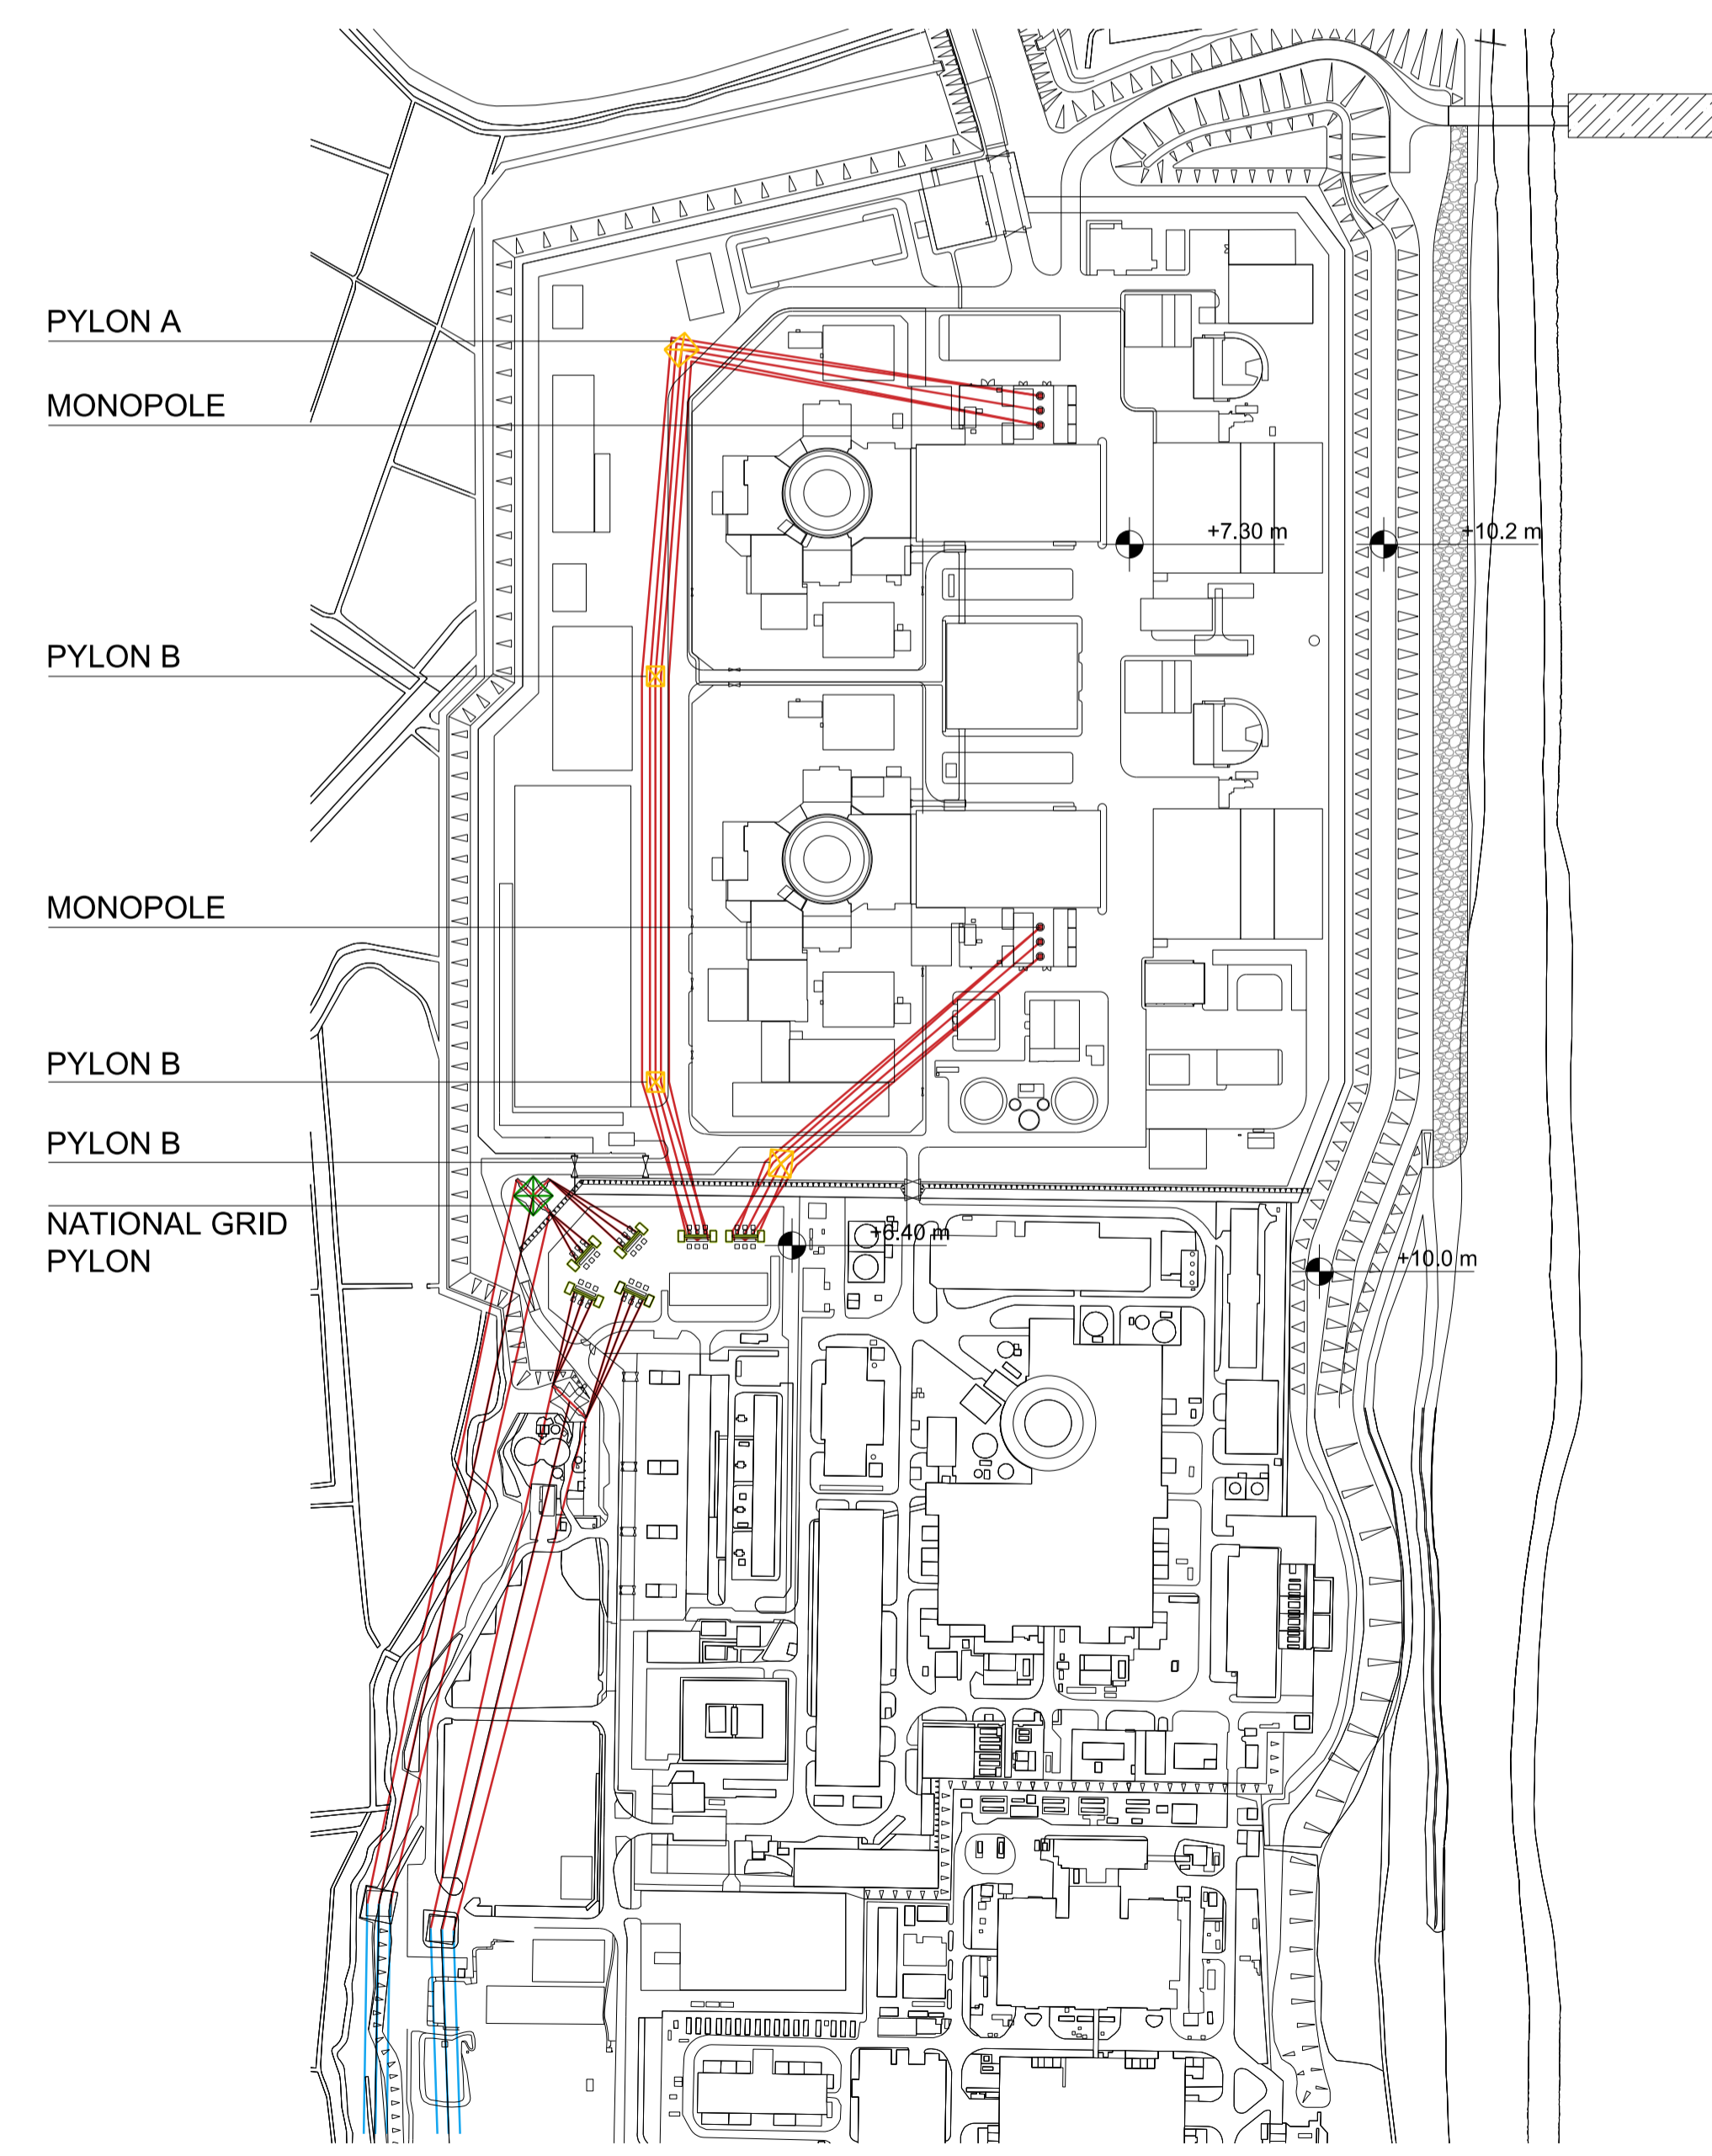 PYLON A
MONOPOLE
+7.30 m
+10.2 m
PYLON B
MONOPOLE
PYLON B
PYLON B
NATIONAL GRID
PYLON
+6.40 m
+10.0 m